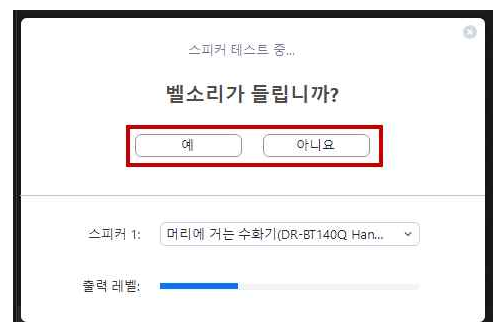 스피커 테스트 중...
벨소리가 들립니까?
예 아니요
스피커 1: 머리에 거는 수화기(DR-BT140Q Han...
출력 레벨: